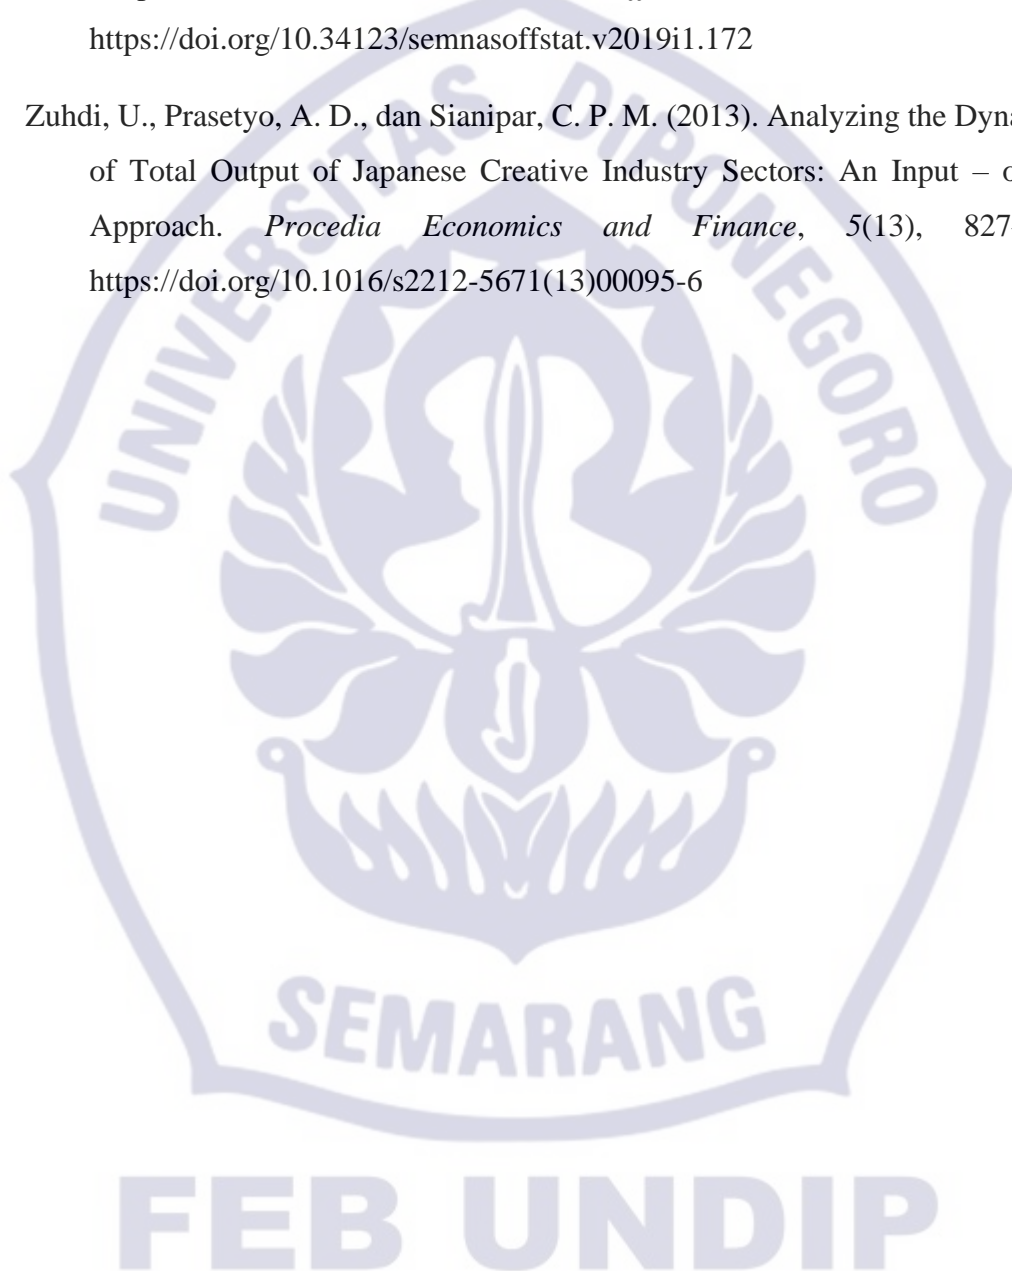 https://doi.org/10.34123/semnasoffstat.v2019i1.172
Zuhdi, U., Prasetyo, A. D., dan Sianipar, C. P. M. (2013). Analyzing the Dyna
of Total Output of Japanese Creative Industry Sectors: An Input – o
Approach. Procedia Economics and Finance, 5(13), 827-
https://doi.org/10.1016/s2212-5671(13)00095-6
UNIVERSITAS DIPONEGORO
SEMARANG
FEB UNDIP